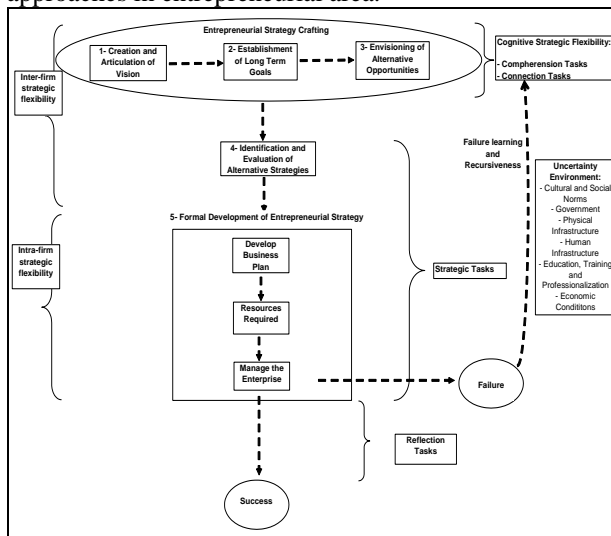 approaches in entrepreneurial area.
Entrepreneurial Strategy Crafting
1- Creation and
Articulation of
Vision
2- Establishment of
Long Term
Goals
3- Envisioning of
Alternative
Opportunities
Cognitive Strategic Flexibility:
- Compherension Tasks
- Connection Tasks
Inter-firm
strategic
flexibility
4- Identification and
Evaluation of
Alternative Strategies
Failure learning
and
Recursiveness
Uncertainty
Environment:
- Cultural and Social
Norms
- Government
- Physical
Infrastructure
- Human
Infrastructure
- Education, Training
and
Professionalization
- Economic
Condititons
5- Formal Development of Entrepreneurial Strategy
Intra-firm
strategic
flexibility
Develop
Business
Plan
Resources
Required
Manage the
Enterprise
Strategic Tasks
Failure
Reflection
Tasks
Success